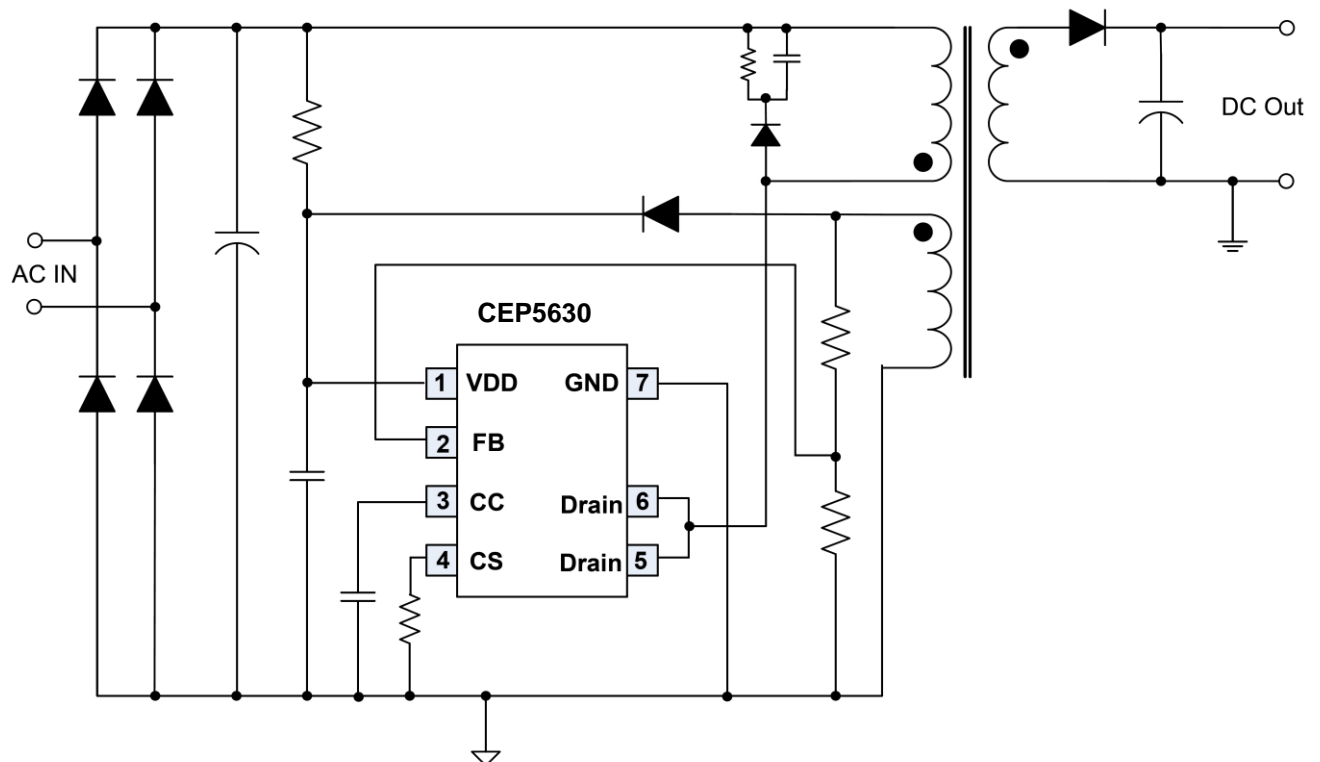 DC Out
AC IN
CEP5630
1 VDD GND 7
2 FB
3 CC Drain 6
4 CS Drain 5